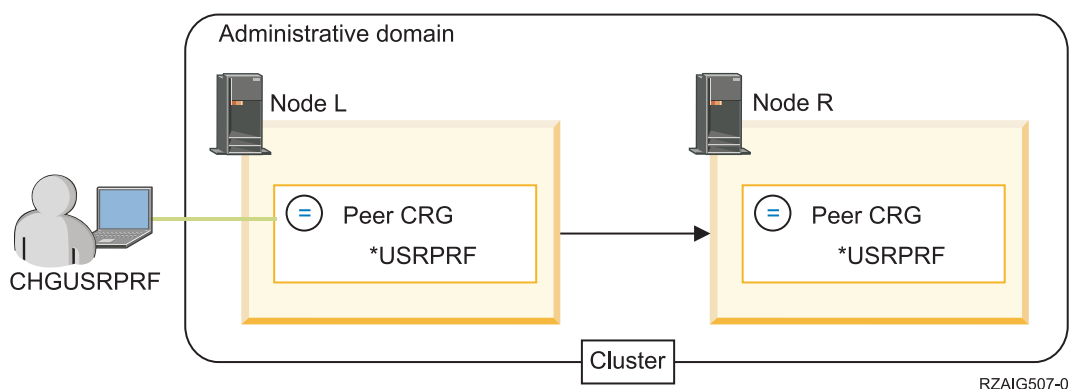 Administrative domain
Node L
Node R
= Peer CRG
*USRPRF
= Peer CRG
*USRPRF
CHGUSRPRF
Cluster
RZAIG507-0